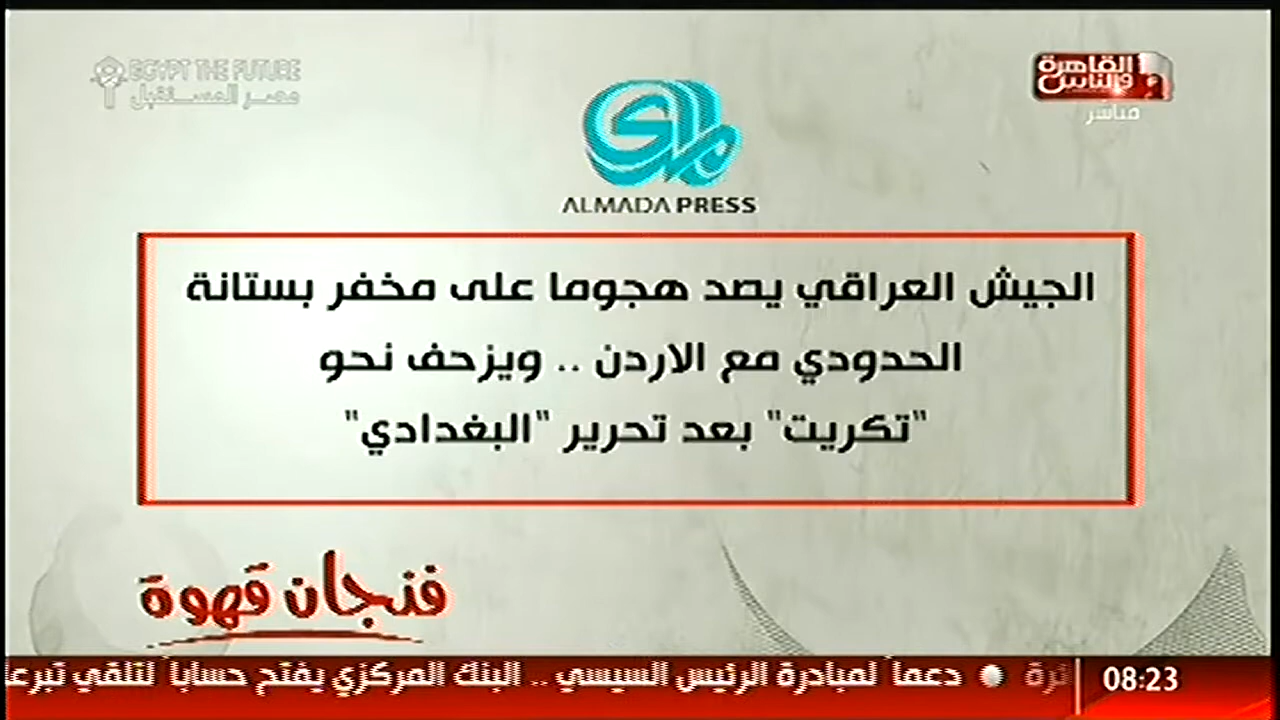 EGYPT THE FUTURE
مصر المستقبل
القاهرة
والناس
مباشر
مدى
ALMADA PRESS
الجيش العراقي يصد هجوما على مخفر بستانة
الحدودي مع الاردن .. ويزحف نحو
"تكريت" بعد تحرير "البغدادي"
فنجان قهوة
دعماً لمبادرة الرئيس السيسي .. البنك المركزي يفتح حساباً لتلقي
08:23